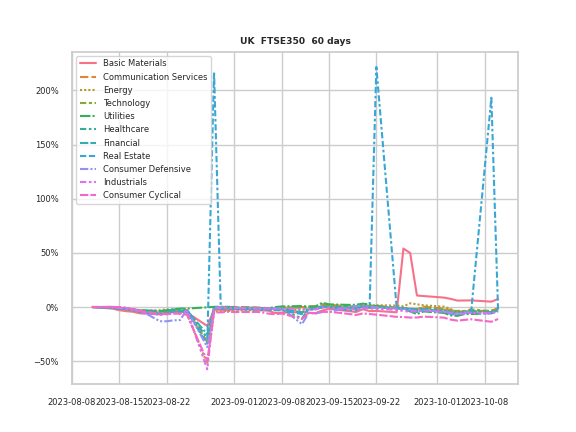 UK FTSE350 60 days
Basic Materials
Communication Services
Energy
Technology
Utilities
Healthcare
Financial
Real Estate
Consumer Defensive
Industrials
Consumer Cyclical
200%
150%
100%
50%
0%
−50%
2023-08-08 2023-08-15 2023-08-22 2023-09-01 2023-09-08 2023-09-15 2023-09-22 2023-10-01 2023-10-08